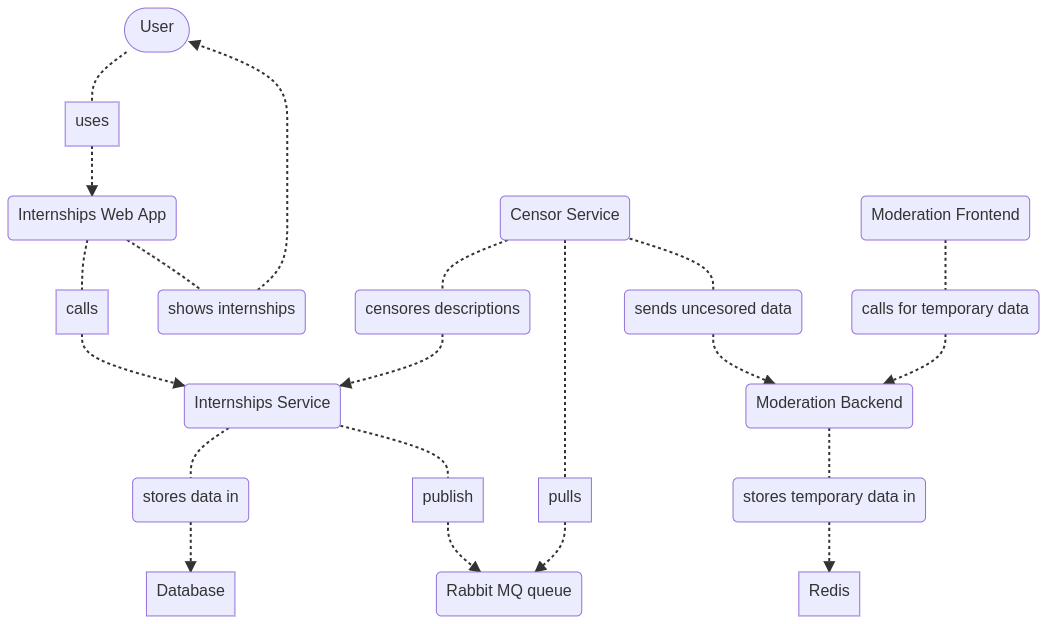 User
uses
Internships Web App
Censor Service
Moderation Frontend
calls
shows internships
censores descriptions
sends uncesored data
calls for temporary data
Internships Service
Moderation Backend
stores data in
publish
pulls
stores temporary data in
Database
Rabbit MQ queue
Redis